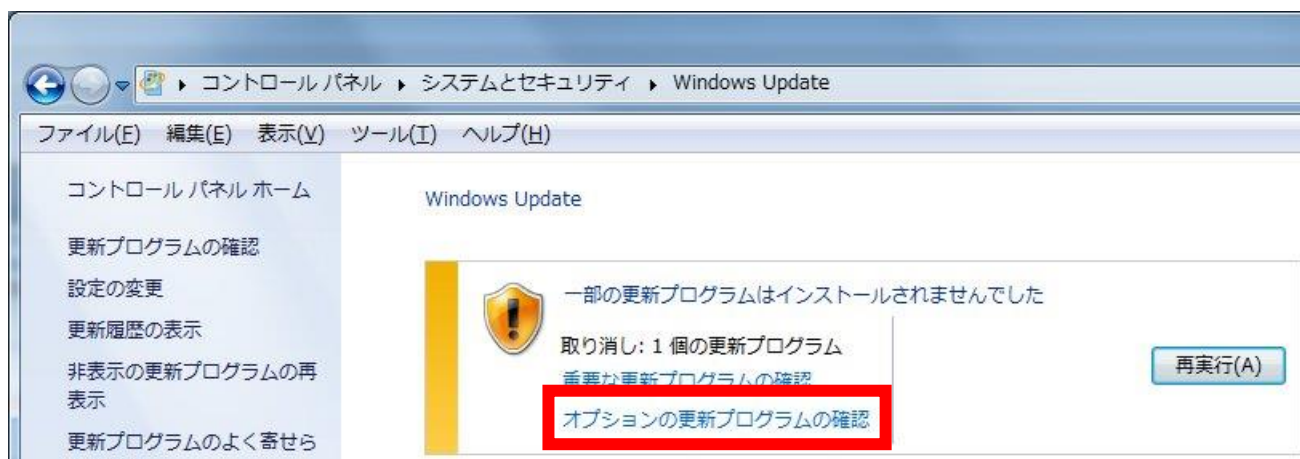 コントロール パネル ▸ システムとセキュリティ ▸ Windows Update
ファイル(F) 編集(E) 表示(V) ツール(T) ヘルプ(H)
コントロール パネル ホーム
更新プログラムの確認
設定の変更
更新履歴の表示
非表示の更新プログラムの再
表示
更新プログラムのよく寄せら
Windows Update
一部の更新プログラムはインストールされませんでした
取り消し: 1 個の更新プログラム
重要な更新プログラムの確認
オプションの更新プログラムの確認
再実行(A)